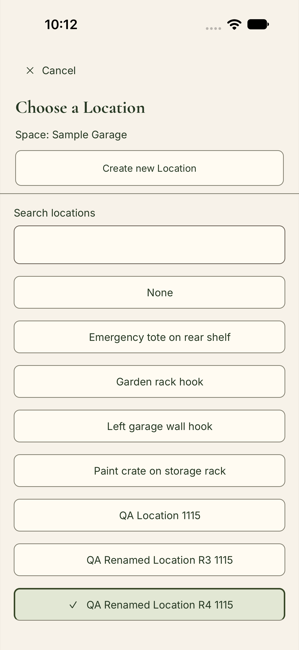 10:12
Cancel
Choose a Location
Space: Sample Garage
Create new Location
Search locations
None
Emergency tote on rear shelf
Garden rack hook
Left garage wall hook
Paint crate on storage rack
QA Location 1115
QA Renamed Location R3 1115
QA Renamed Location R4 1115